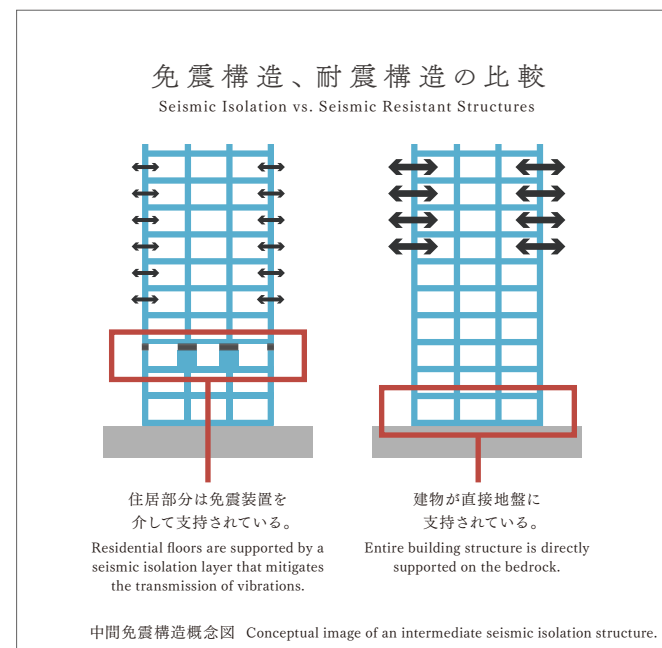 免震構造、耐震構造の比較
Seismic Isolation vs. Seismic Resistant Structures
住居部分は免震装置を
介して支持されている。
Residential floors are supported by a
seismic isolation layer that mitigates
the transmission of vibrations.
建物が直接地盤に
支持されている。
Entire building structure is directly
supported on the bedrock.
中間免震構造概念図 Conceptual image of an intermediate seismic isolation structure.